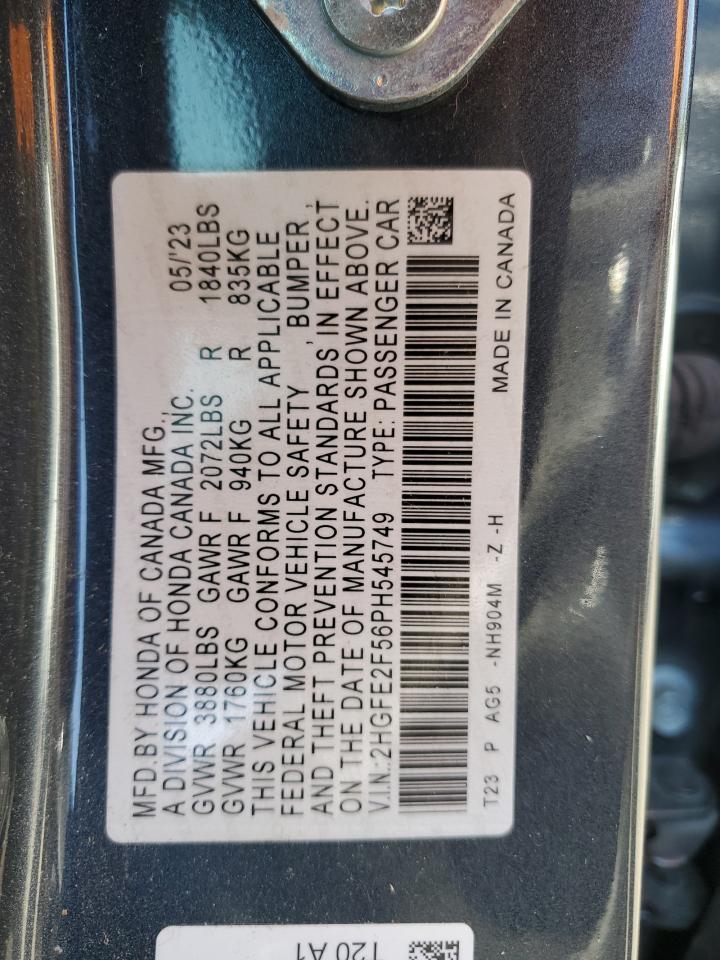 MFD.BY HONDA OF CANADA MFG.,
A DIVISION OF HONDA CANADA INC. 05/'23
GVWR 3880LBS GAWR F 2072LBS R 1840LBS
GVWR 1760KG GAWR F 940KG R 835KG
THIS VEHICLE CONFORMS TO ALL APPLICABLE
FEDERAL MOTOR VEHICLE SAFETY , BUMPER ,
AND THEFT PREVENTION STANDARDS IN EFFECT
ON THE DATE OF MANUFACTURE SHOWN ABOVE.
V.I.N.:2HGFE2F56PH545749 TYPE: PASSENGER CAR
T23 P AG5 -NH904M -Z -H MADE IN CANADA
T20 A1